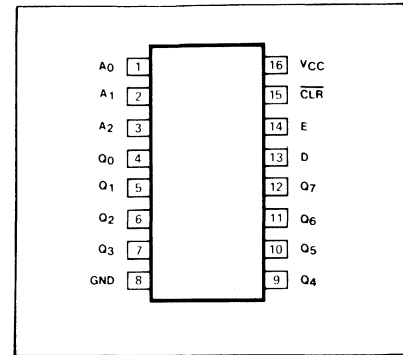 A0 1 16 VCC
A1 2 15 CLR
A2 3 14 E
Q0 4 13 D
Q1 5 12 Q7
Q2 6 11 Q6
Q3 7 10 Q5
GND 8 9 Q4